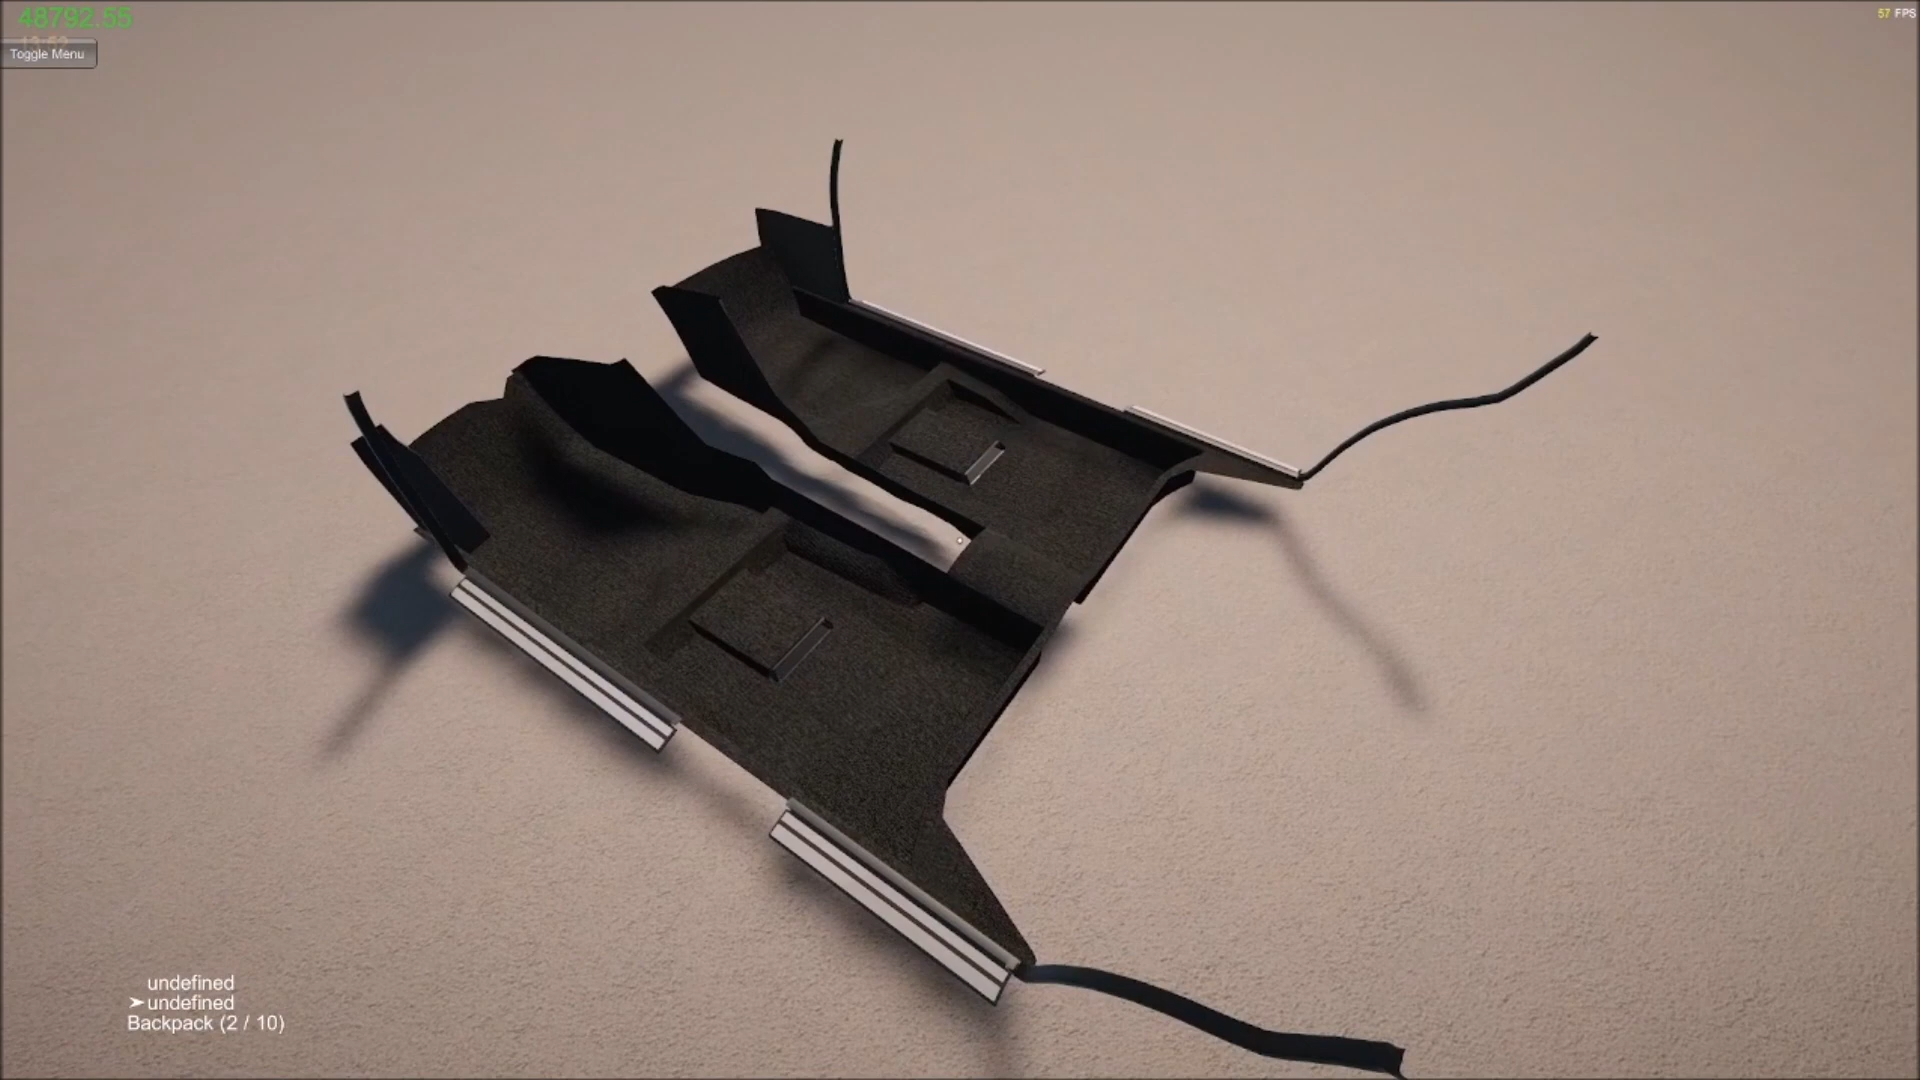 48792.55
57 FPS
Toggle Menu
undefined
➤undefined
Backpack (2 / 10)